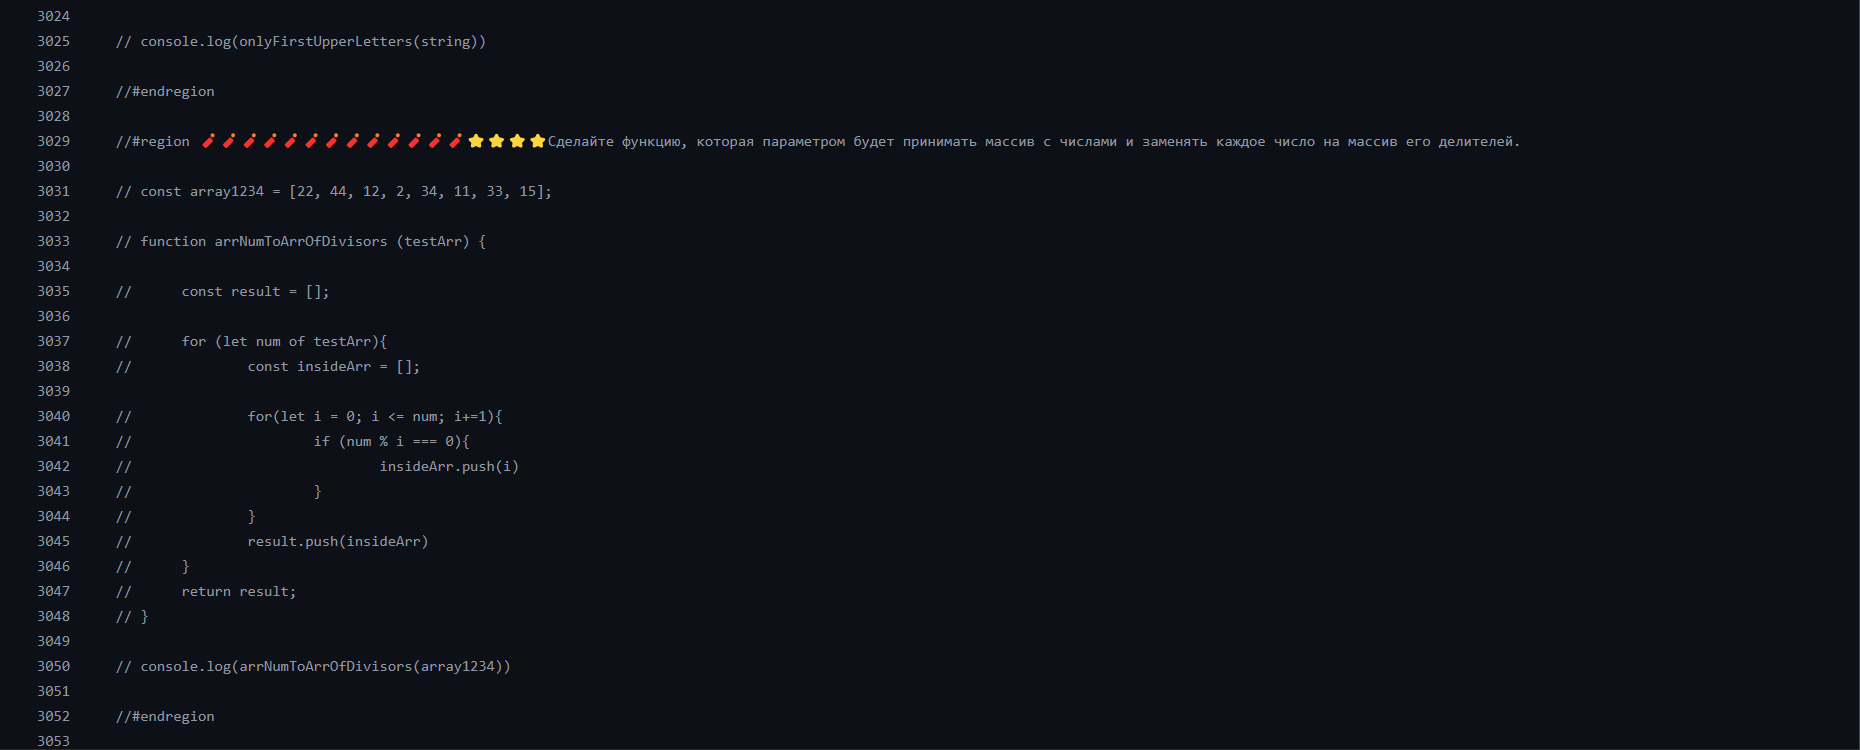 3024
3025 // console.log(onlyFirstUpperLetters(string))
3026
3027 //#endregion
3028
3029 //#region 🧨🧨🧨🧨🧨🧨🧨🧨🧨🧨🧨🧨🧨⭐⭐⭐⭐Сделайте функцию, которая параметром будет принимать массив с числами и заменять каждое число на массив его делителей.
3030
3031 // const array1234 = [22, 44, 12, 2, 34, 11, 33, 15];
3032
3033 // function arrNumToArrOfDivisors (testArr) {
3034
3035 //      const result = [];
3036
3037 //      for (let num of testArr){
3038 //              const insideArr = [];
3039
3040 //              for(let i = 0; i <= num; i+=1){
3041 //                      if (num % i === 0){
3042 //                              insideArr.push(i)
3043 //                      }
3044 //              }
3045 //              result.push(insideArr)
3046 //      }
3047 //      return result;
3048 // }
3049
3050 // console.log(arrNumToArrOfDivisors(array1234))
3051
3052 //#endregion
3053